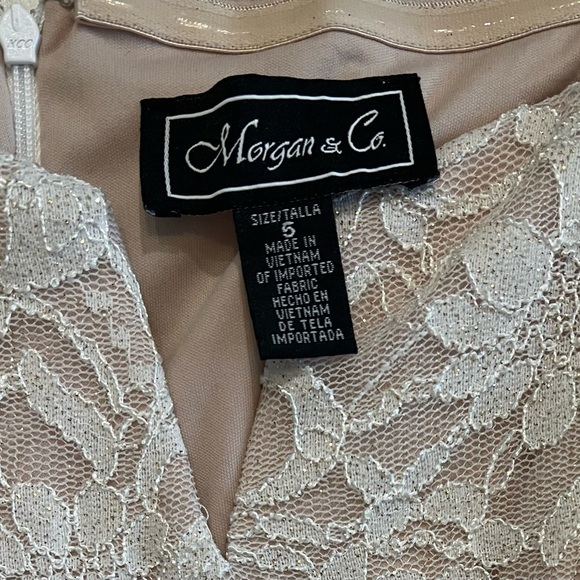 Morgan & Co.
SIZE/TALLA
5
MADE IN
VIETNAM
OF IMPORTED
FABRIC
HECHO EN
VIETNAM
DE TELA
IMPORTADA